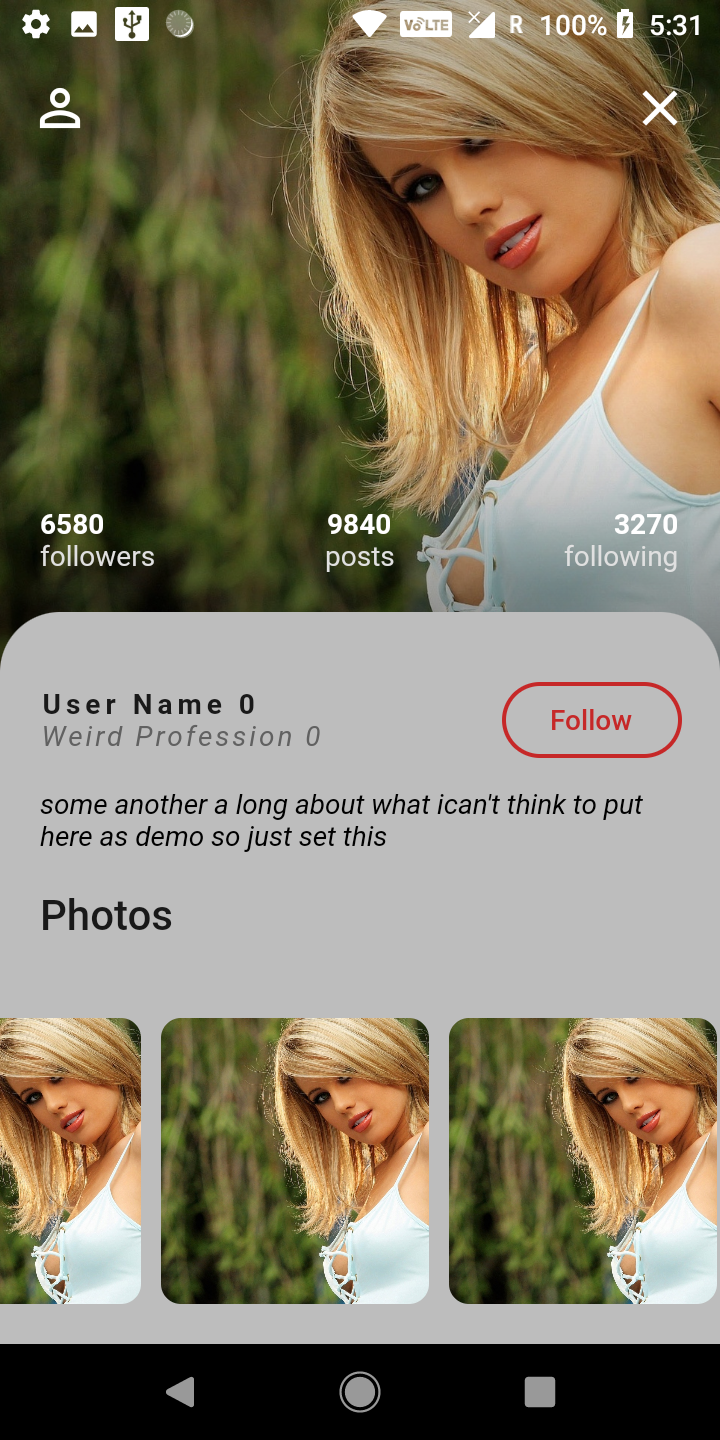 VoLTE R 100% 5:31
6580 9840 3270
followers posts following
User Name 0
Follow
Weird Profession 0
some another a long about what ican't think to put
here as demo so just set this
Photos